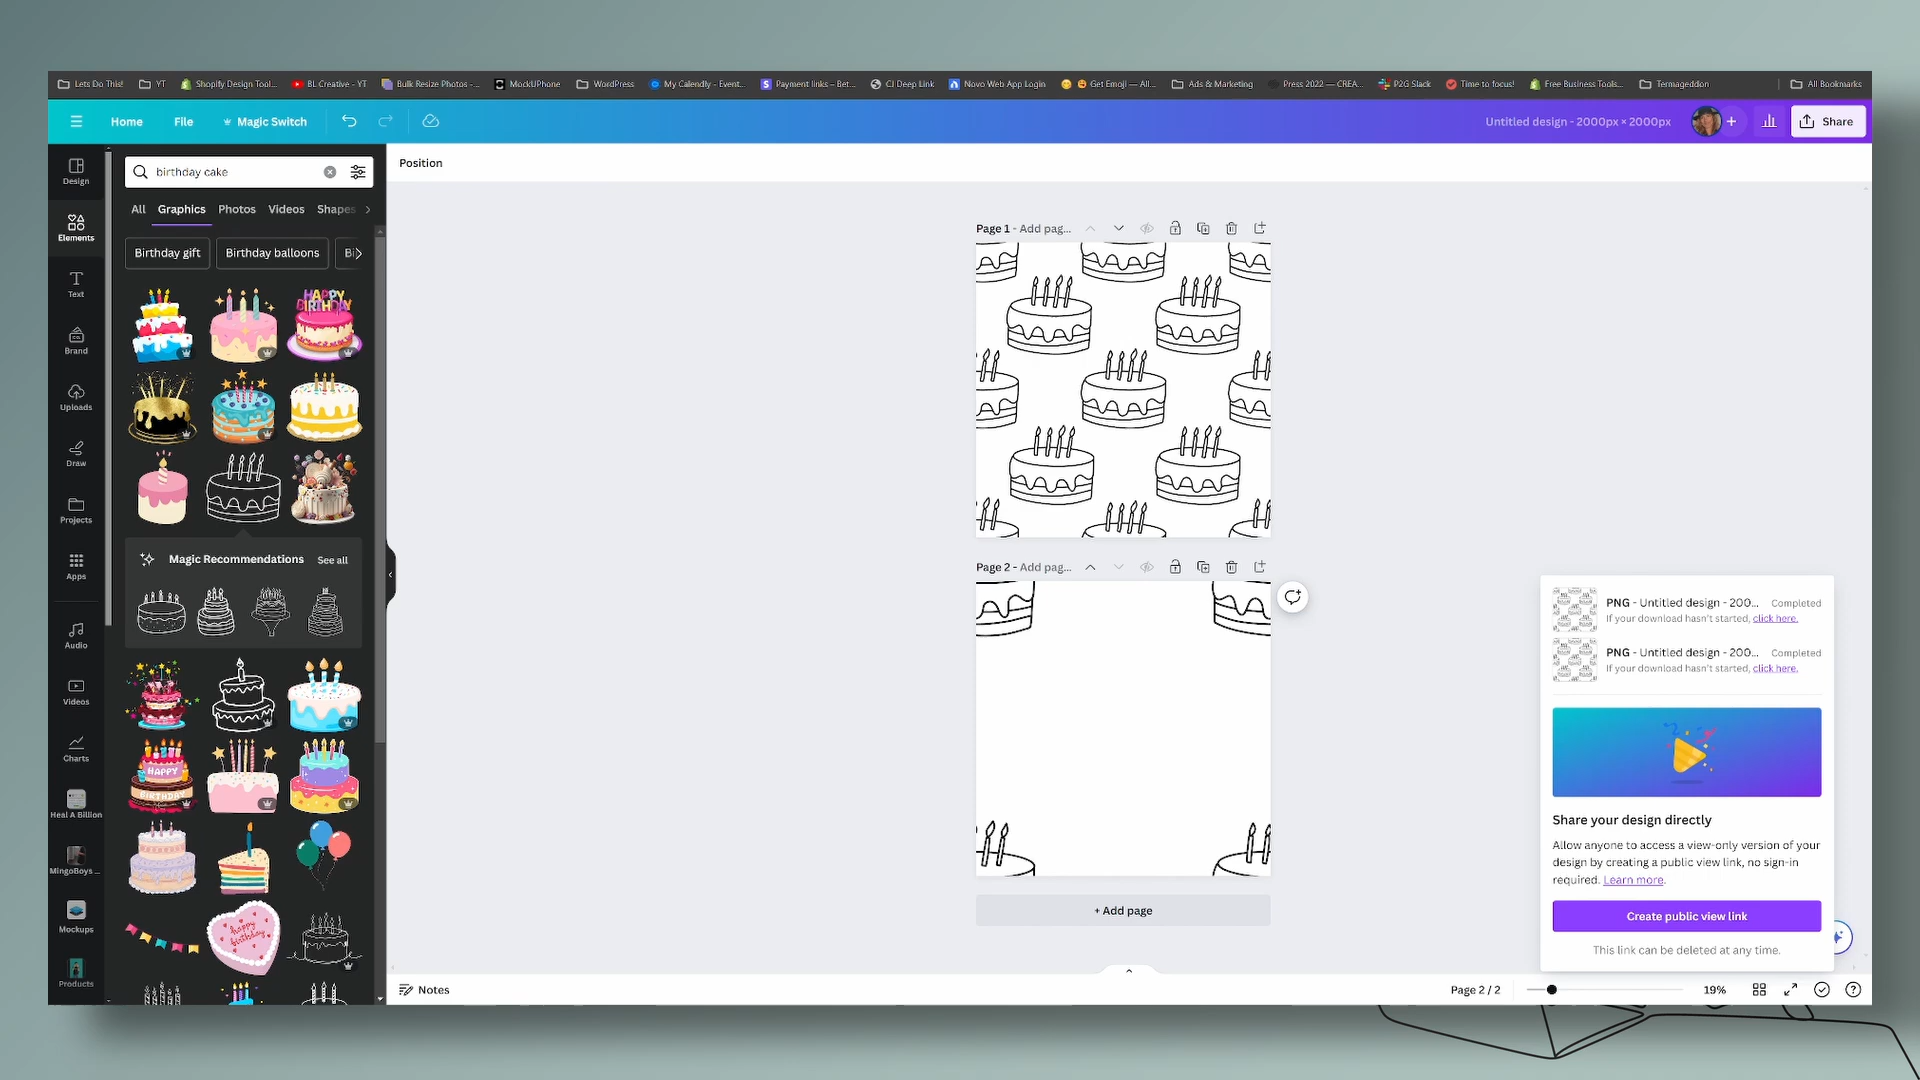 Lets Do This!
YT
Shopify Design Tool...
BL Creative - YT
Bulk Resize Photos -...
MockUPhone
WordPress
My Calendly - Event...
Payment links – Bet...
CJ Deep Link
Novo Web App Login
Get Emoji — All...
Ads & Marketing
Press 2022 — CREA...
P2G Slack
Time to focus!
Free Business Tools...
Termageddon
All Bookmarks
Home
File
Magic Switch
Untitled design - 2000px × 2000px
Share
Design
Elements
Text
Brand
Uploads
Draw
Projects
Apps
Audio
Videos
Charts
Heal A Billion
MingoBoys ...
Mockups
Products
birthday cake
All
Graphics
Photos
Videos
Shapes
Birthday gift
Birthday balloons
Bi
HAPPY
BIRTHDAY
Magic Recommendations
See all
HAPPY
BIRTHDAY
happy
birthday
Position
Page 1 - Add pag...
Page 2 - Add pag...
+ Add page
PNG - Untitled design - 200...
Completed
If your download hasn't started, click here.
PNG - Untitled design - 200...
Completed
If your download hasn't started, click here.
Share your design directly
Allow anyone to access a view-only version of your
design by creating a public view link, no sign-in
required. Learn more.
Create public view link
This link can be deleted at any time.
Notes
Page 2 / 2
19%